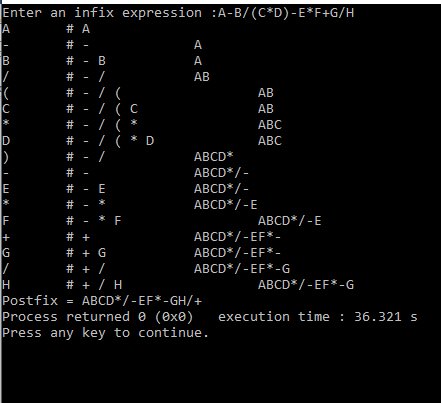 Enter an infix expression :A-B/(C*D)-E*F+G/H
A # A
- # - A
B # - B A
/ # - / AB
( # - / ( AB
C # - / ( C AB
* # - / ( * ABC
D # - / ( * D ABC
) # - / ABCD*
- # - ABCD*/-
E # - E ABCD*/-
* # - * ABCD*/-E
F # - * F ABCD*/-E
+ # + ABCD*/-EF*-
G # + G ABCD*/-EF*-
/ # + / ABCD*/-EF*-G
H # + / H ABCD*/-EF*-G
Postfix = ABCD*/-EF*-GH/+
Process returned 0 (0x0) execution time : 36.321 s
Press any key to continue.